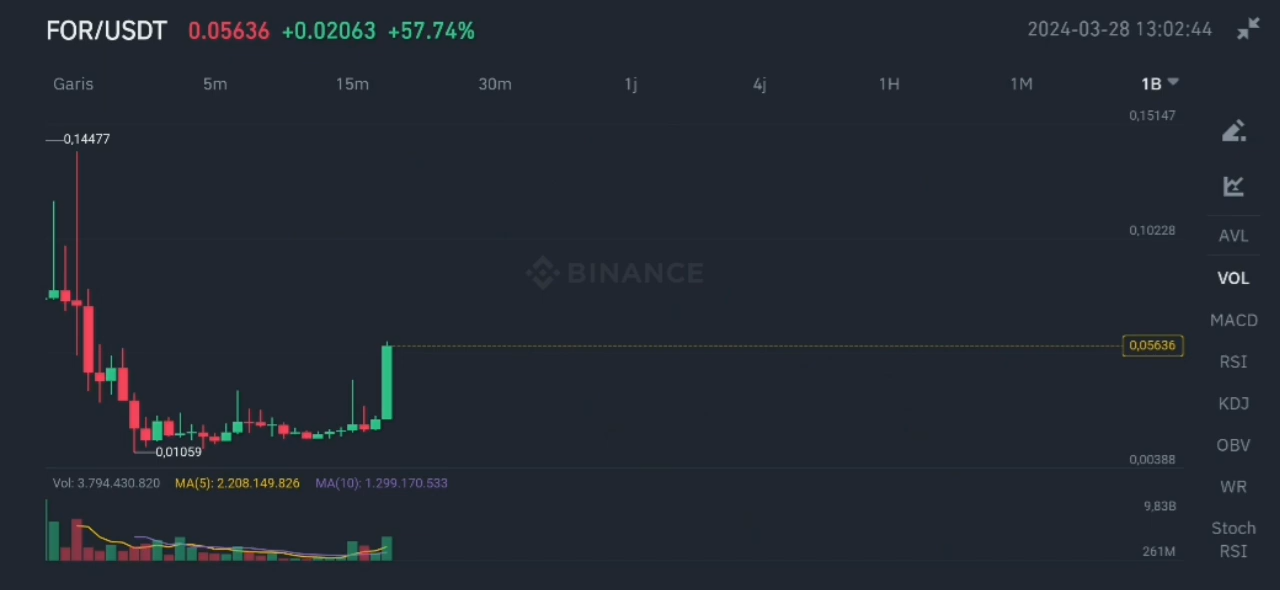 FOR/USDT 0.05636 +0.02063 +57.74% 2024-03-28 13:02:44
Garis 5m 15m 30m 1j 4j 1H 1M 1B
0,15147
0,14477
0,10228
BINANCE
0,05636
0,01059
0,00388
Vol: 3.794.430.820 MA(5): 2.208.149.826 MA(10): 1.299.170.533
9,83B
261M
AVL
VOL
MACD
RSI
KDJ
OBV
WR
Stoch
RSI